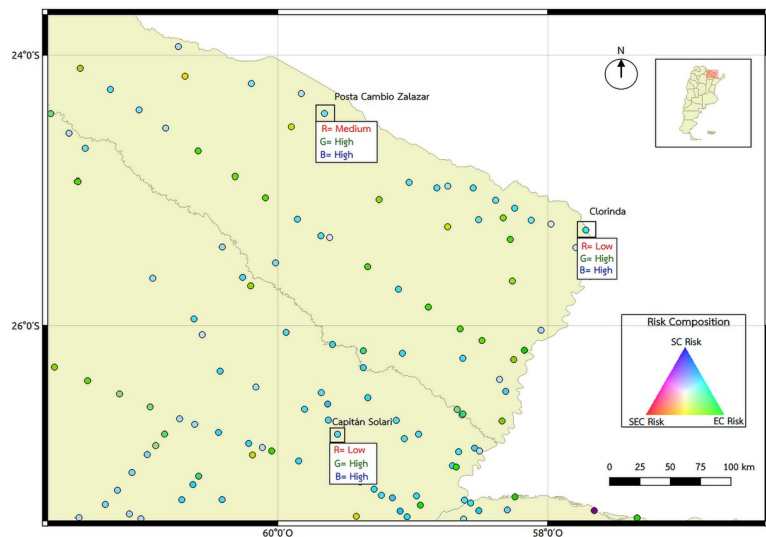 N
24°0'S
Posta Cambio Zalazar
R= Medium
G= High
B= High
Clorinda
R= Low
G= High
B= High
26°0'S
Risk Composition
SC Risk
SEC Risk
EC Risk
Capitán Solari
R= Low
G= High
B= High
0 25 50 75 100 km
60°0'O
58°0'O